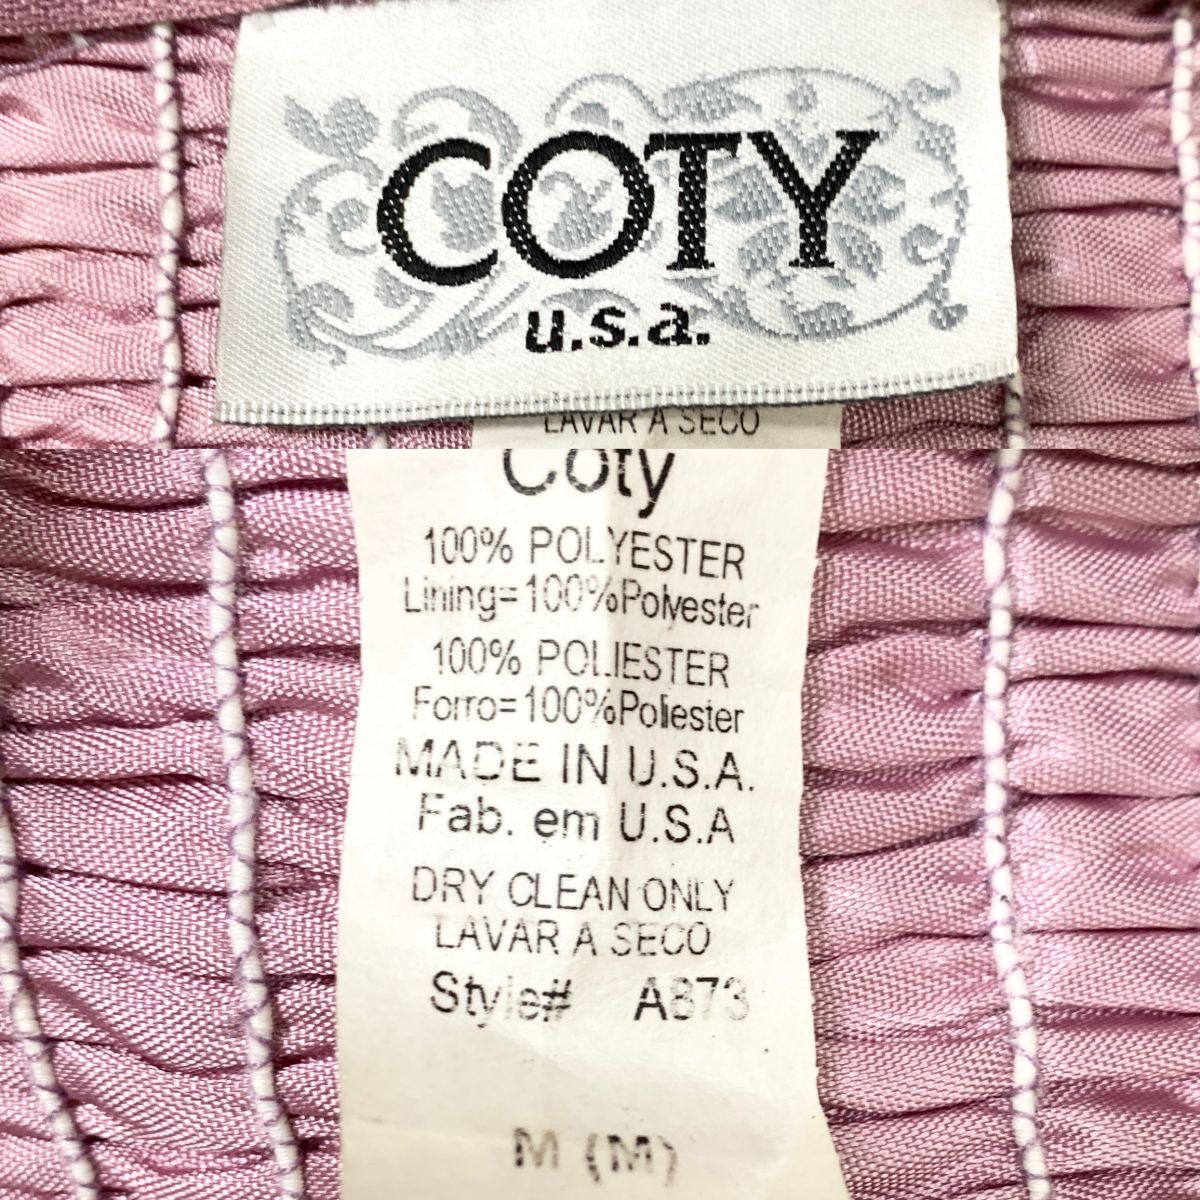 COTY
u.s.a.
LAVAR A SECO
Coty
100% POLYESTER
Lining=100%Polyester
100% POLIESTER
Forro=100%Poliester
MADE IN U.S.A.
Fab. em U.S.A
DRY CLEAN ONLY
LAVAR A SECO
Style# A873
M (M)